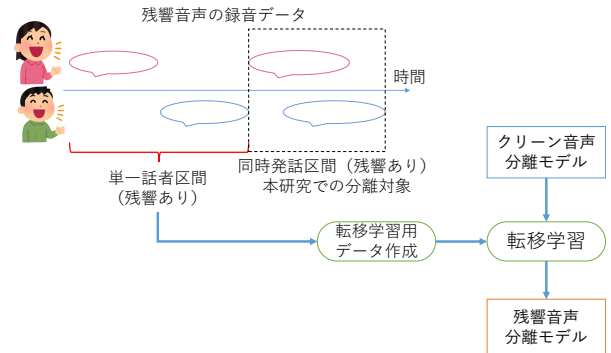 残響音声の録音データ
時間
同時発話区間（残響あり）
本研究での分離対象
単一話者区間
（残響あり）
クリーン音声
分離モデル
転移学習用
データ作成
転移学習
残響音声
分離モデル